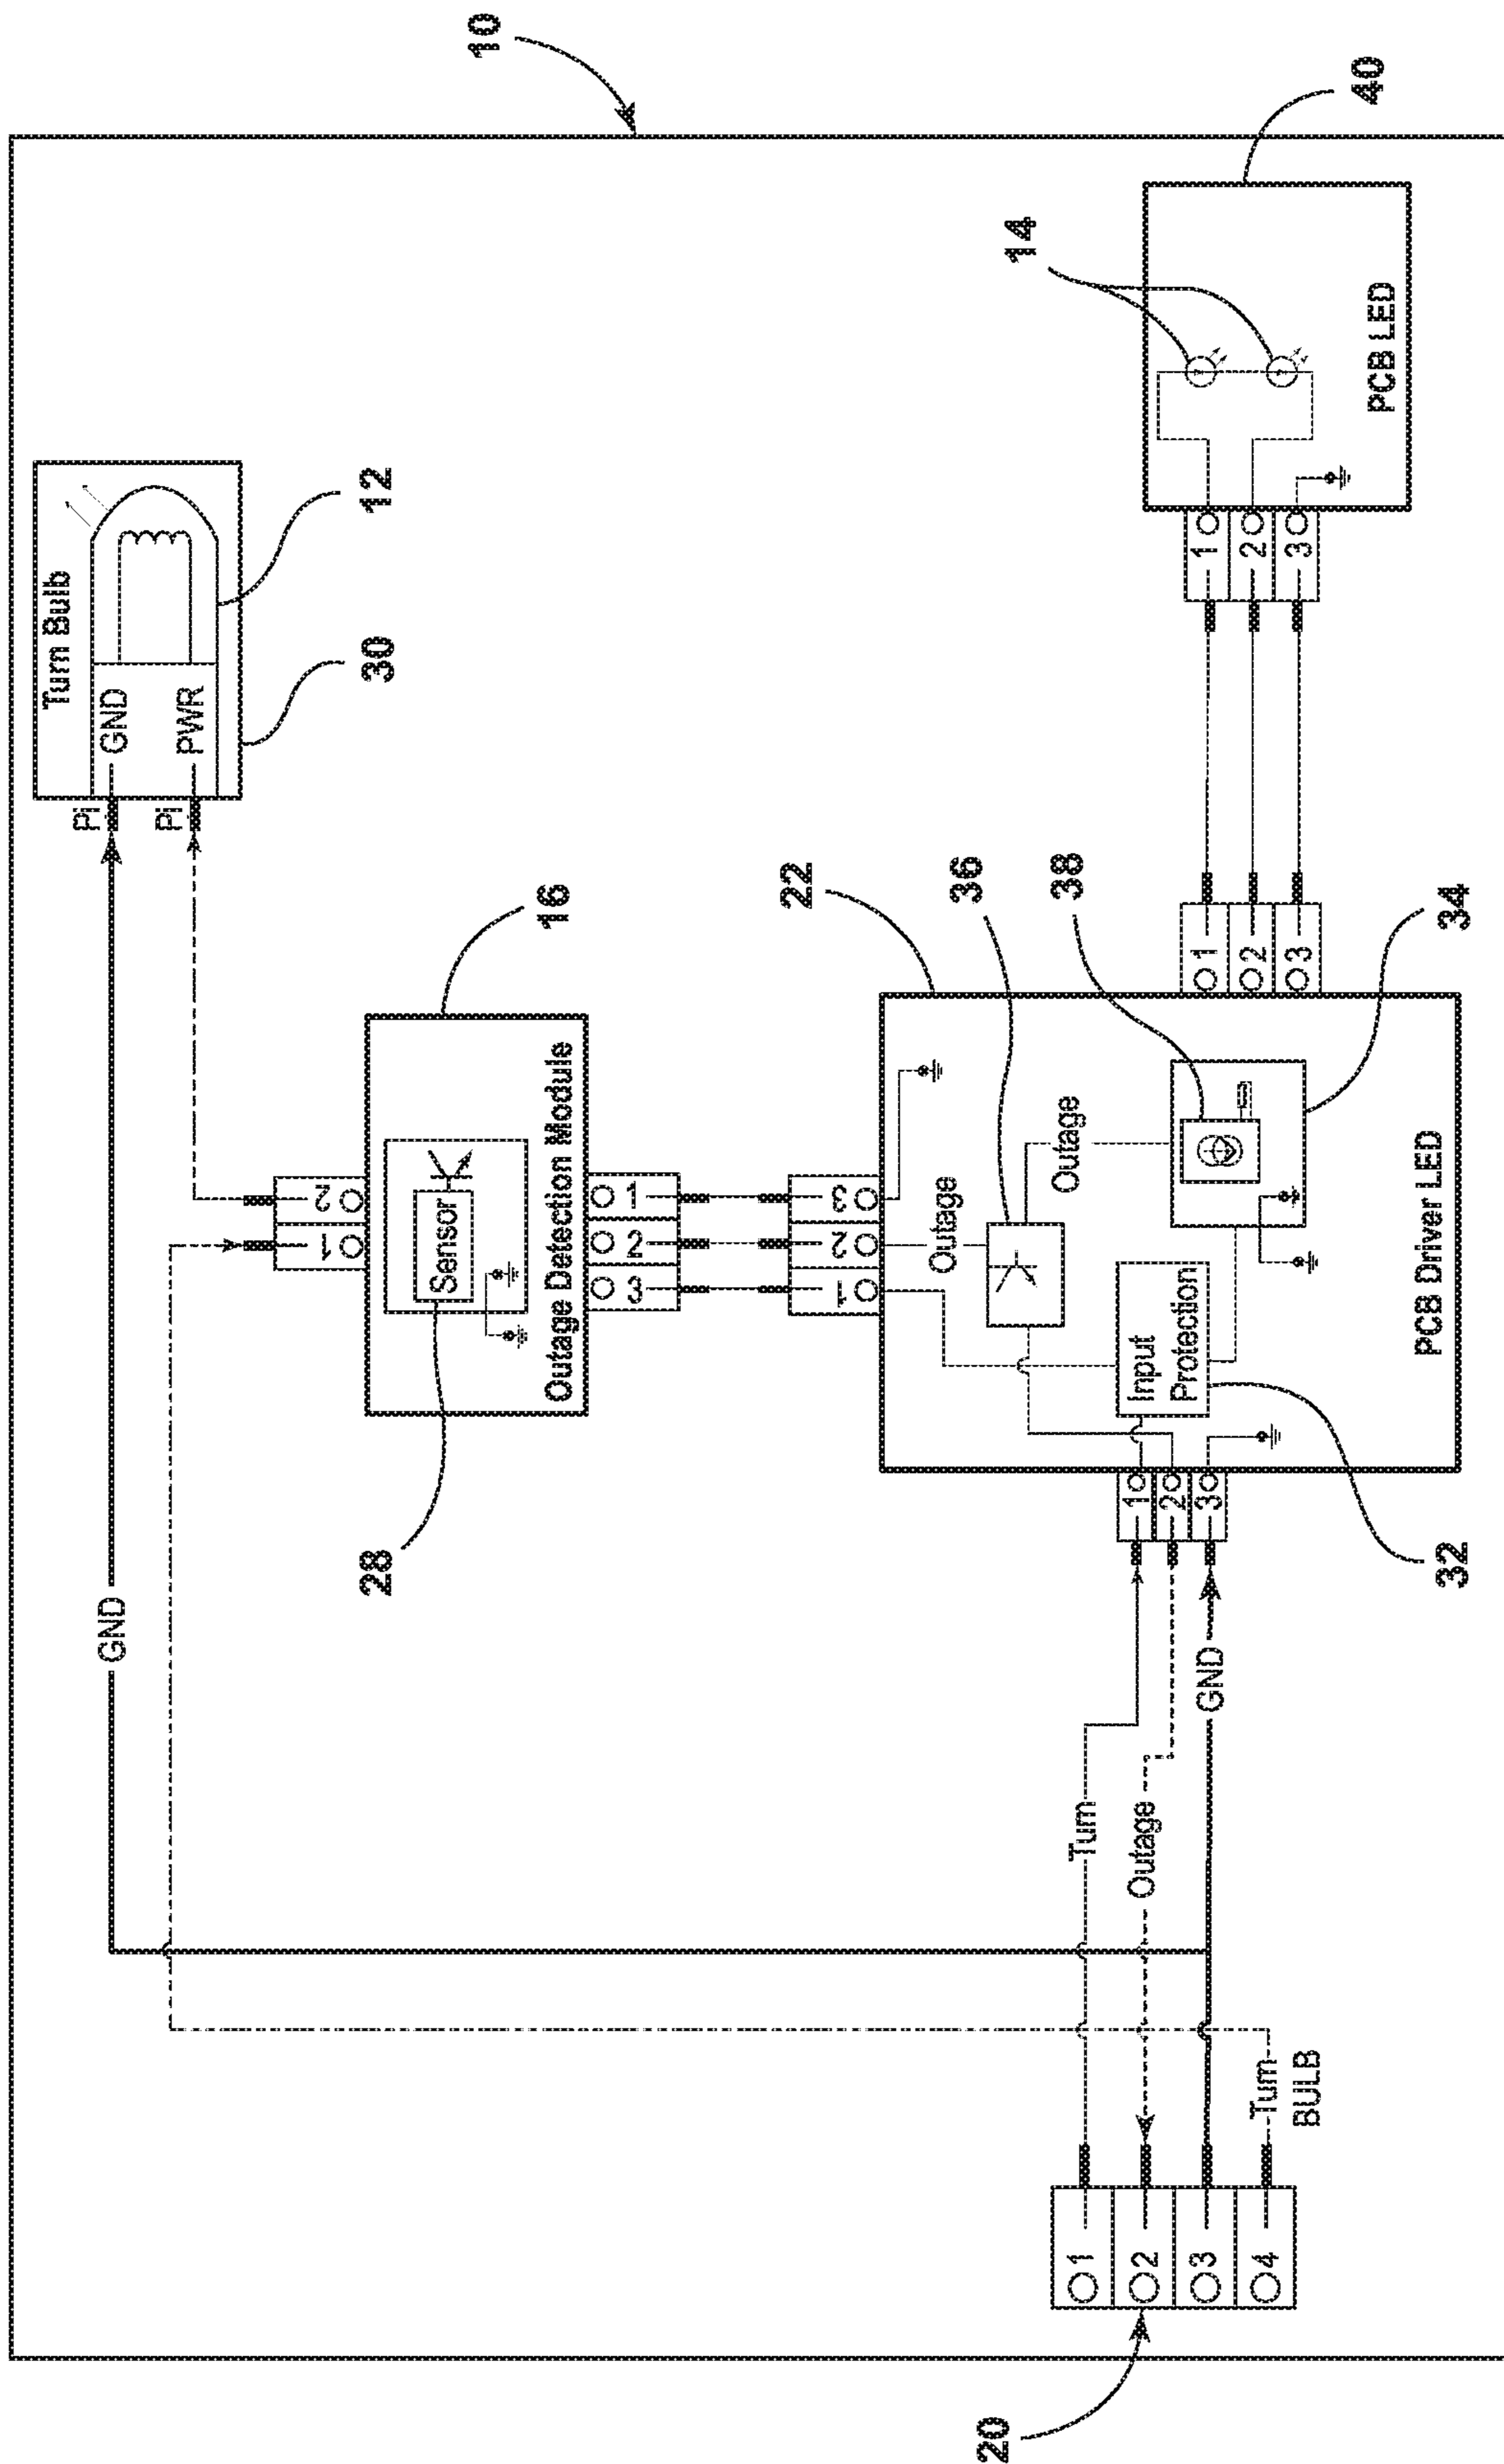 10
Turn Bulb
GND
PWR
Pi
Pi
12
30
GND
16
2
1
Sensor
Outage Detection Module
28
1
2
3
3
2
1
22
36
38
34
32
Outage
Outage
Input
Protection
PCB Driver LED
1
2
3
1
2
3
1
2
3
14
40
PCB LED
Turn
Outage
GND
Turn
BULB
1
2
3
4
20